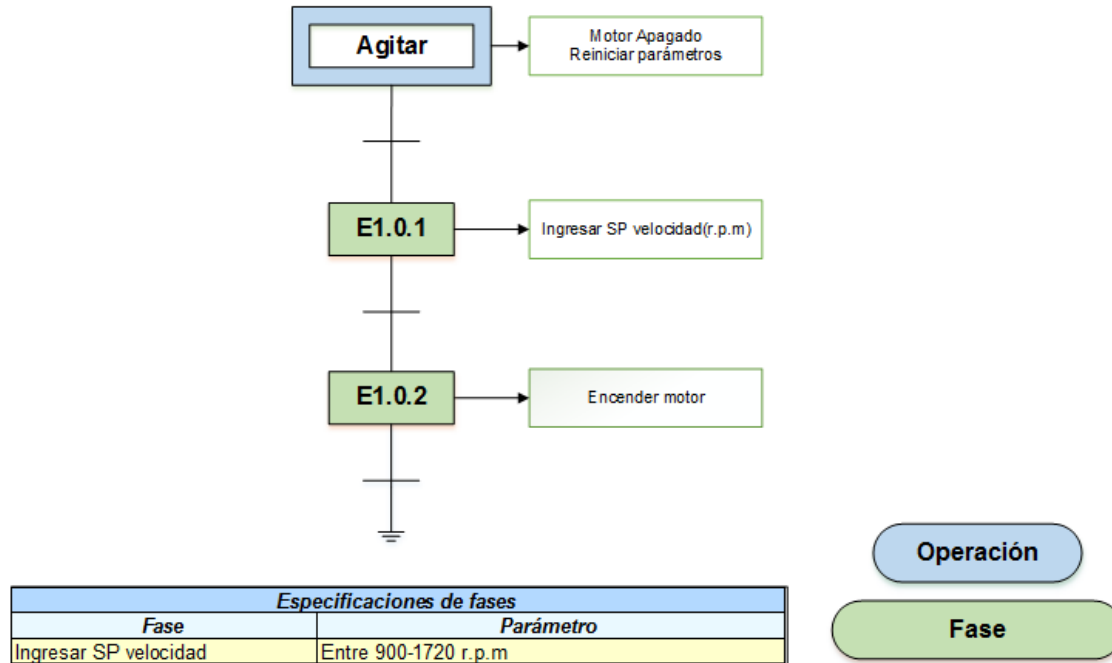 Agitar
Motor Apagado
Reiniciar parámetros
E1.0.1
Ingresar SP velocidad(r.p.m)
E1.0.2
Encender motor
Operación
Fase
Especificaciones de fases
Fase
Parámetro
Ingresar SP velocidad
Entre 900-1720 r.p.m